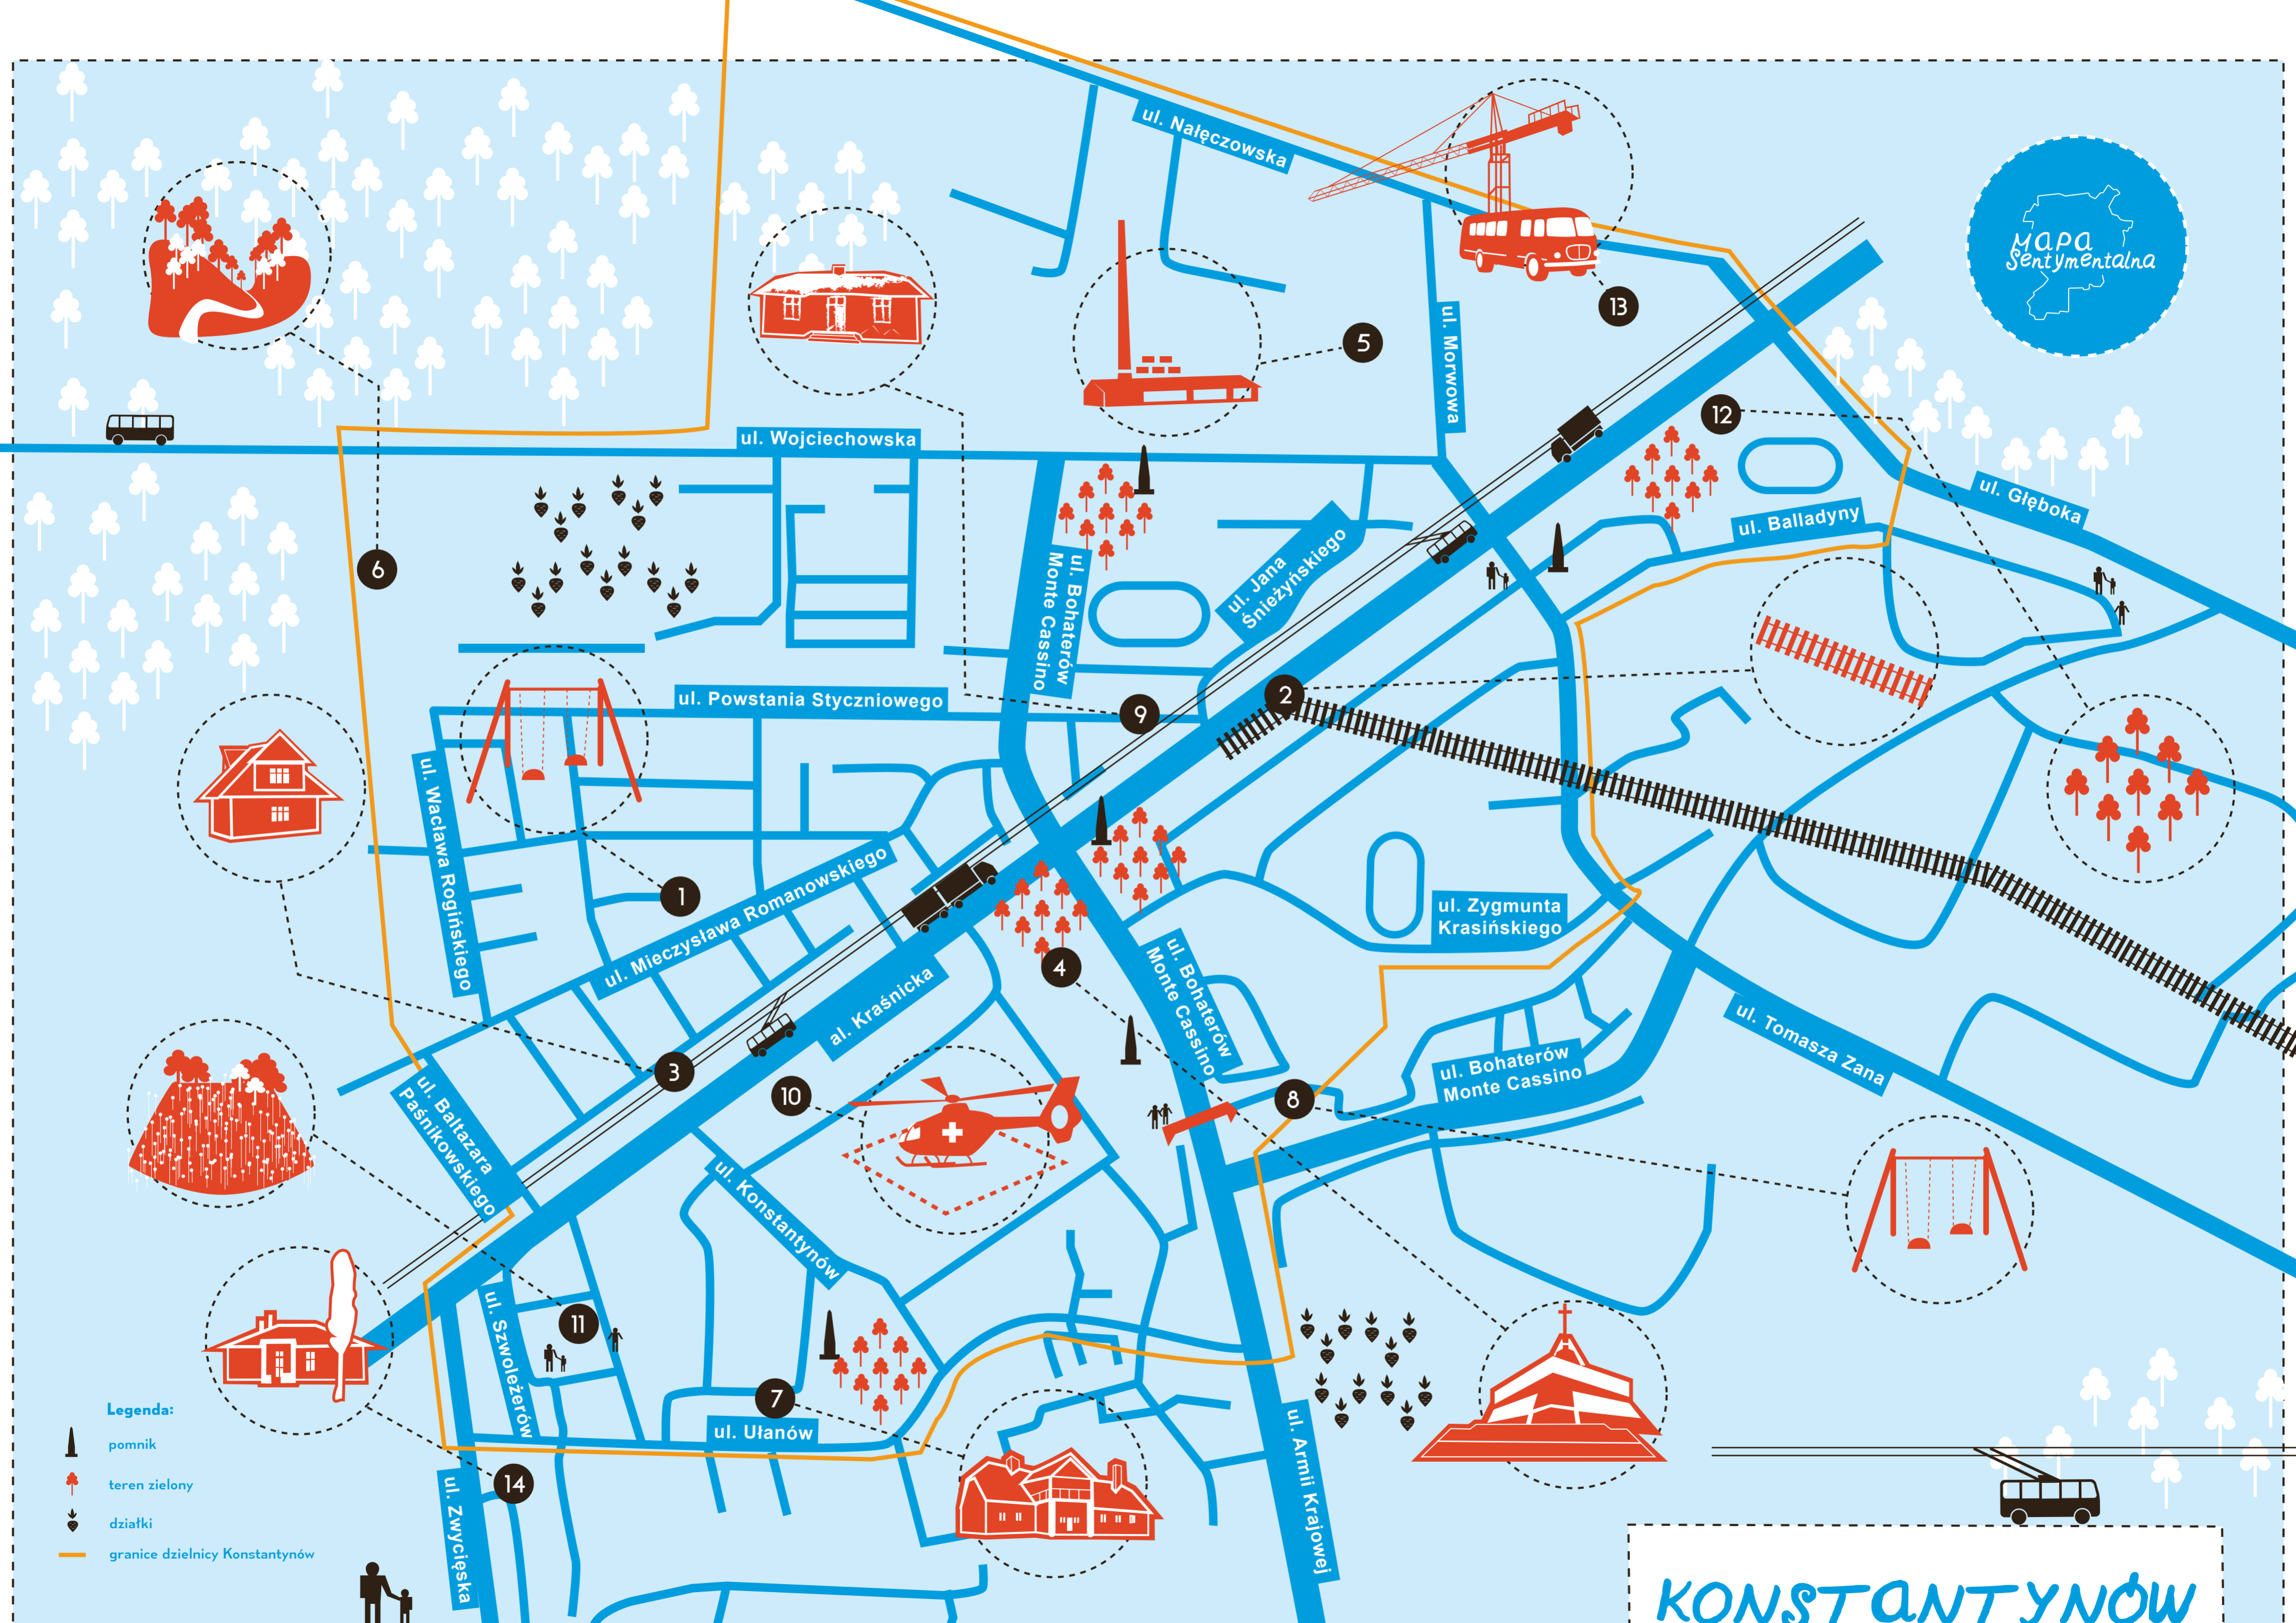 ul. Nałęczowska
mapa
Sentymentalna
13
5
ul. Morwowa
12
ul. Wojciechowska
ul. Głęboka
ul. Balladyny
6
ul. Bohaterów
Monte Cassino
ul. Jana
Śnieżyńskiego
ul. Powstania Styczniowego
9
2
ul. Wacława Rogińskiego
1
ul. Mieczysława Romanowskiego
ul. Zygmunta
Krasińskiego
4
al. Kraśnicka
ul. Bohaterów
Monte Cassino
ul. Tomasza Zana
3
10
8
ul. Bohaterów
Monte Cassino
ul. Baltazara
Paśnikowskiego
ul. Konstantynów
11
ul. Szwoleżerów
7
ul. Ułanów
14
ul. Zwycięska
ul. Armii Krajowej
Legenda:
pomnik
teren zielony
działki
granice dzielnicy Konstantynów
KONSTANTYNÓW